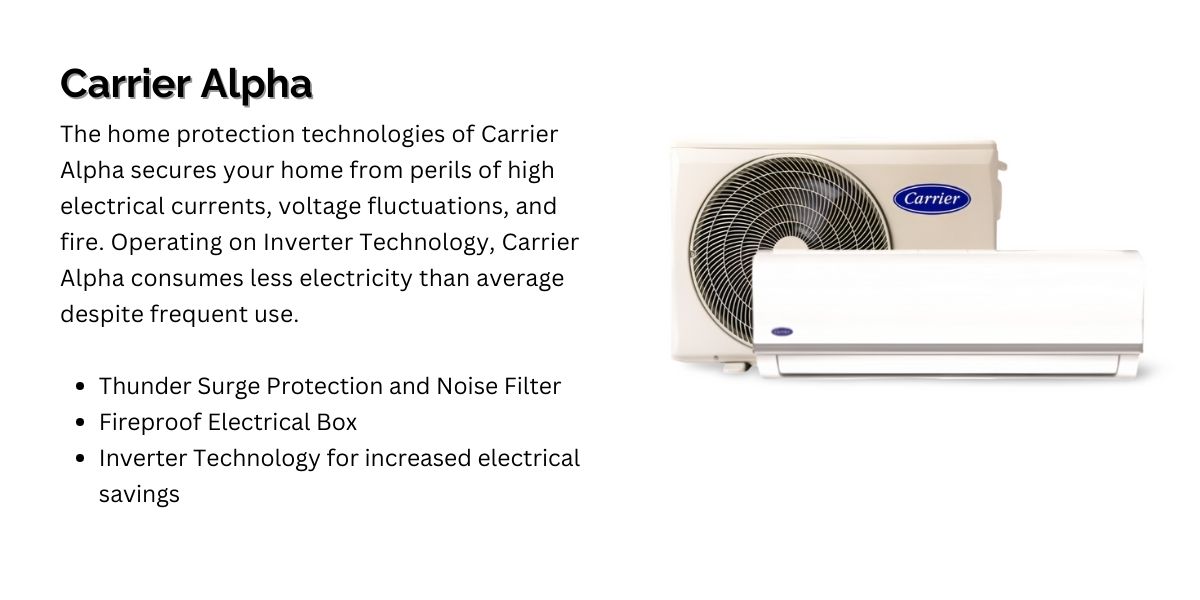 Carrier Alpha
The home protection technologies of Carrier
Alpha secures your home from perils of high
electrical currents, voltage fluctuations, and
fire. Operating on Inverter Technology, Carrier
Alpha consumes less electricity than average
despite frequent use.
• Thunder Surge Protection and Noise Filter
• Fireproof Electrical Box
• Inverter Technology for increased electrical
savings
Carrier
Carrier